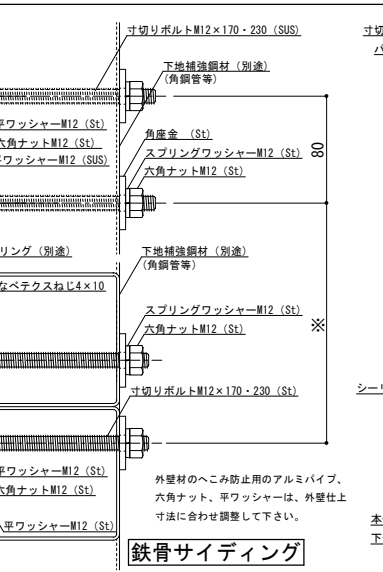 寸切りボルトM12×170・230 (SUS)
寸切
下地補強鋼材（別途）
(角鋼管等)
平ワッシャーM12 (St)
六角ナットM12 (St)
平ワッシャーM12 (SUS)
角座金 (St)
スプリングワッシャーM12 (St)
六角ナットM12 (St)
80
リング（別途）
下地補強鋼材（別途）
(角鋼管等)
なべテクスねじ4×10
スプリングワッシャーM12 (St)
六角ナットM12 (St)
※
寸切りボルトM12×170・230 (St)
シーリ
平ワッシャーM12 (St)
六角ナットM12 (St)
平ワッシャーM12 (St)
外壁材のへこみ防止用のアルミパイプ、
六角ナット、平ワッシャーは、外壁仕上
寸法に合わせ調整して下さい。
本
下
鉄骨サイディング